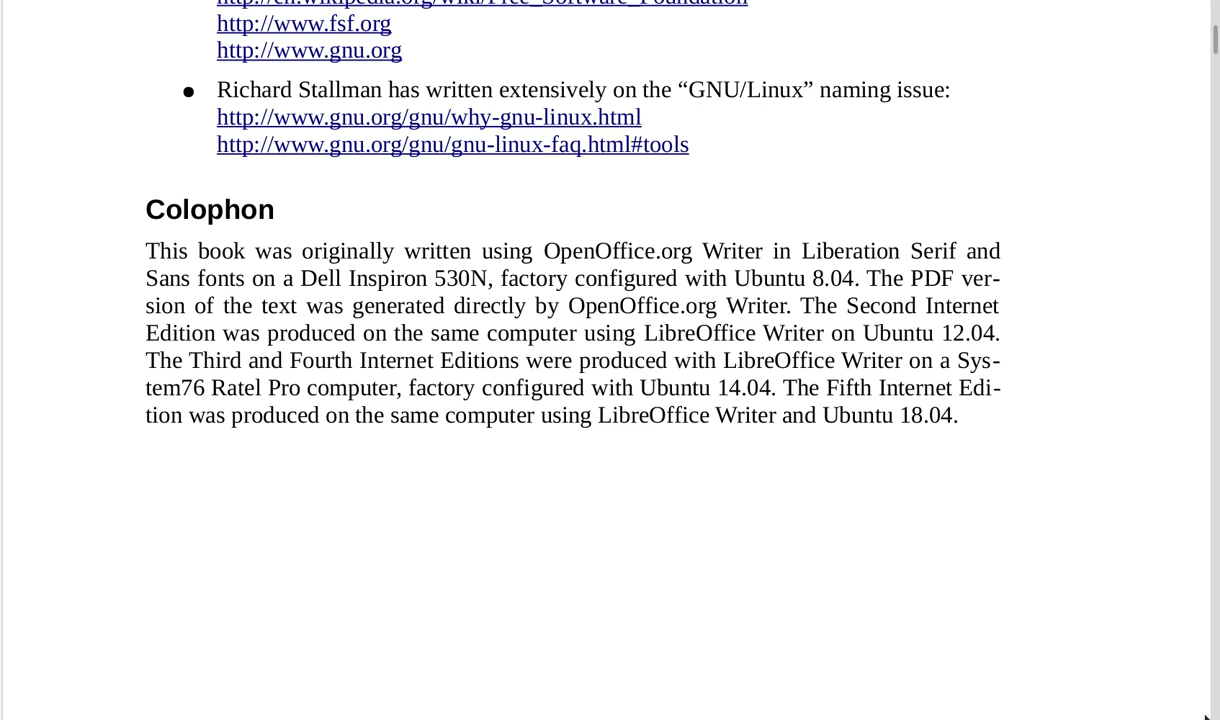 http://en.wikipedia.org/wiki/Free_Software_Foundation
http://www.fsf.org
http://www.gnu.org
● Richard Stallman has written extensively on the “GNU/Linux” naming issue:
http://www.gnu.org/gnu/why-gnu-linux.html
http://www.gnu.org/gnu/gnu-linux-faq.html#tools
Colophon
This book was originally written using OpenOffice.org Writer in Liberation Serif and
Sans fonts on a Dell Inspiron 530N, factory configured with Ubuntu 8.04. The PDF ver-
sion of the text was generated directly by OpenOffice.org Writer. The Second Internet
Edition was produced on the same computer using LibreOffice Writer on Ubuntu 12.04.
The Third and Fourth Internet Editions were produced with LibreOffice Writer on a Sys-
tem76 Ratel Pro computer, factory configured with Ubuntu 14.04. The Fifth Internet Edi-
tion was produced on the same computer using LibreOffice Writer and Ubuntu 18.04.